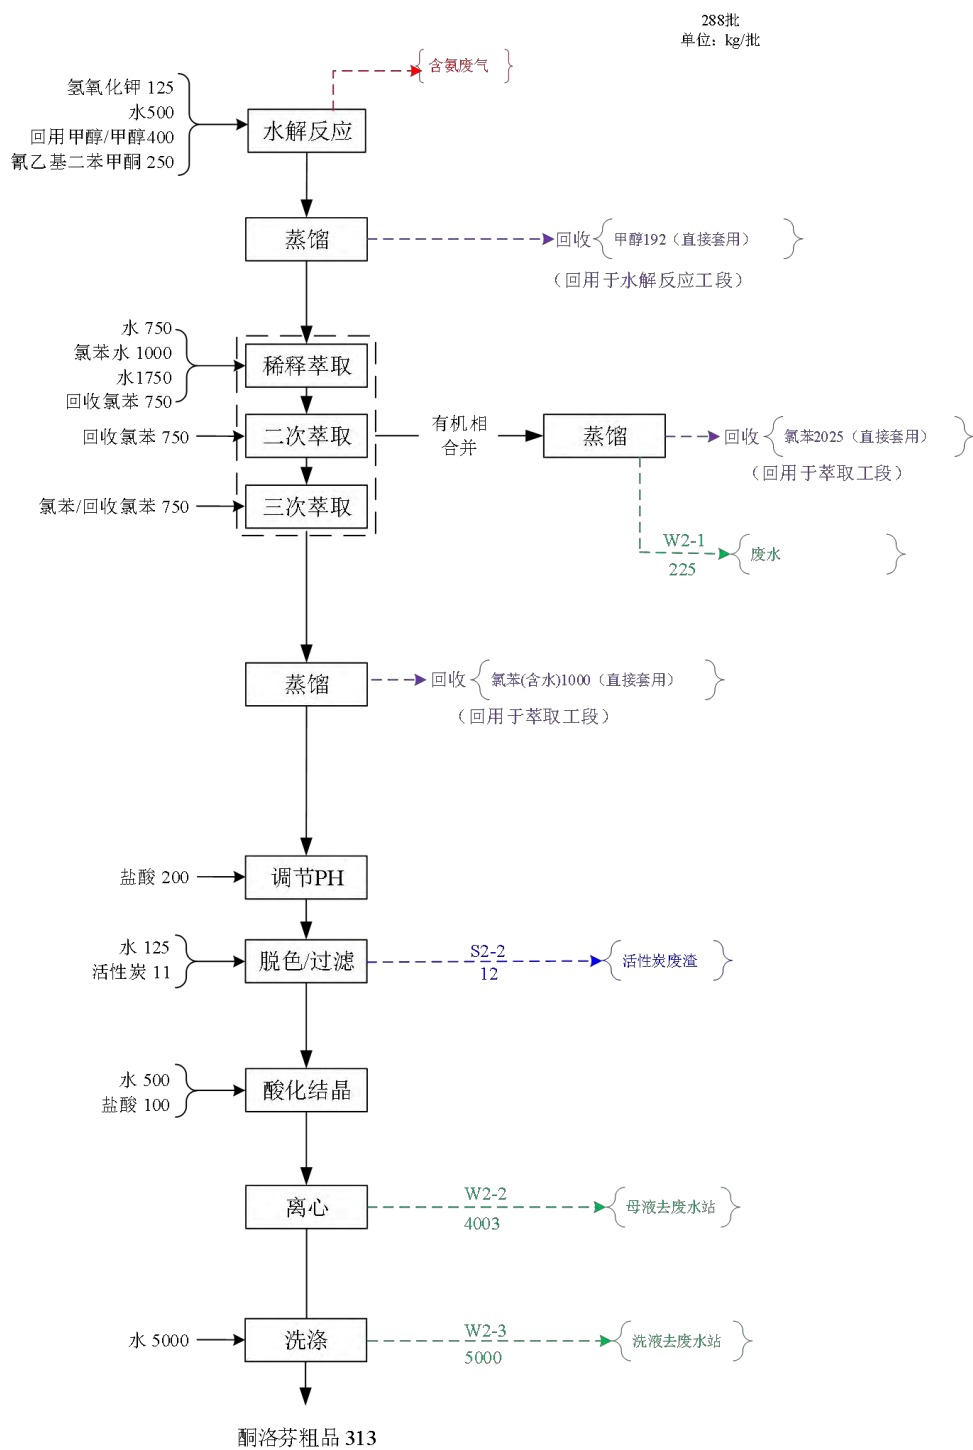 288批
单位：kg/批
含氨废气
氢氧化钾 125
水500
回用甲醇/甲醇400
氰乙基二苯甲酮 250
水解反应
蒸馏
回收
甲醇192（直接套用）
（回用于水解反应工段）
水 750
氯苯水 1000
水1750
回收氯苯 750
稀释萃取
回收氯苯 750
二次萃取
有机相
合并
蒸馏
回收
氯苯2025（直接套用）
（回用于萃取工段）
氯苯/回收氯苯 750
三次萃取
W2-1
225
废水
蒸馏
回收
氯苯(含水)1000（直接套用）
（回用于萃取工段）
盐酸 200
调节PH
水 125
活性炭 11
脱色/过滤
S2-2
12
活性炭废渣
水 500
盐酸 100
酸化结晶
离心
W2-2
4003
母液去废水站
水 5000
洗涤
W2-3
5000
洗液去废水站
酮洛芬粗品 313